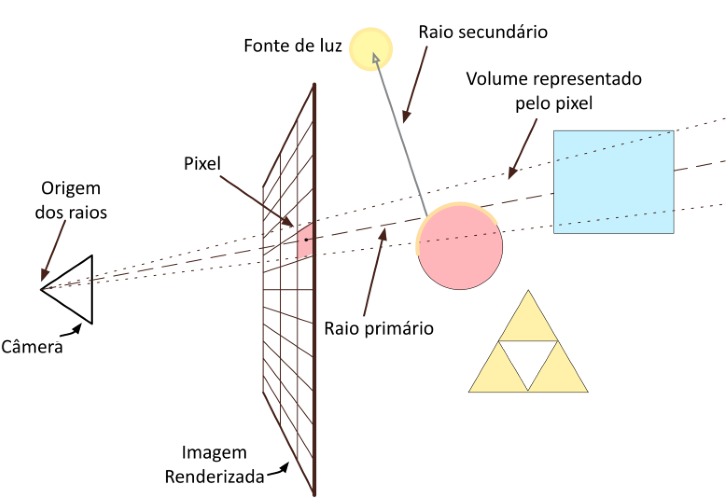 Fonte de luz
Raio secundário
Volume representado
pelo pixel
Pixel
Origem
dos raios
Raio primário
Câmera
Imagem
Renderizada